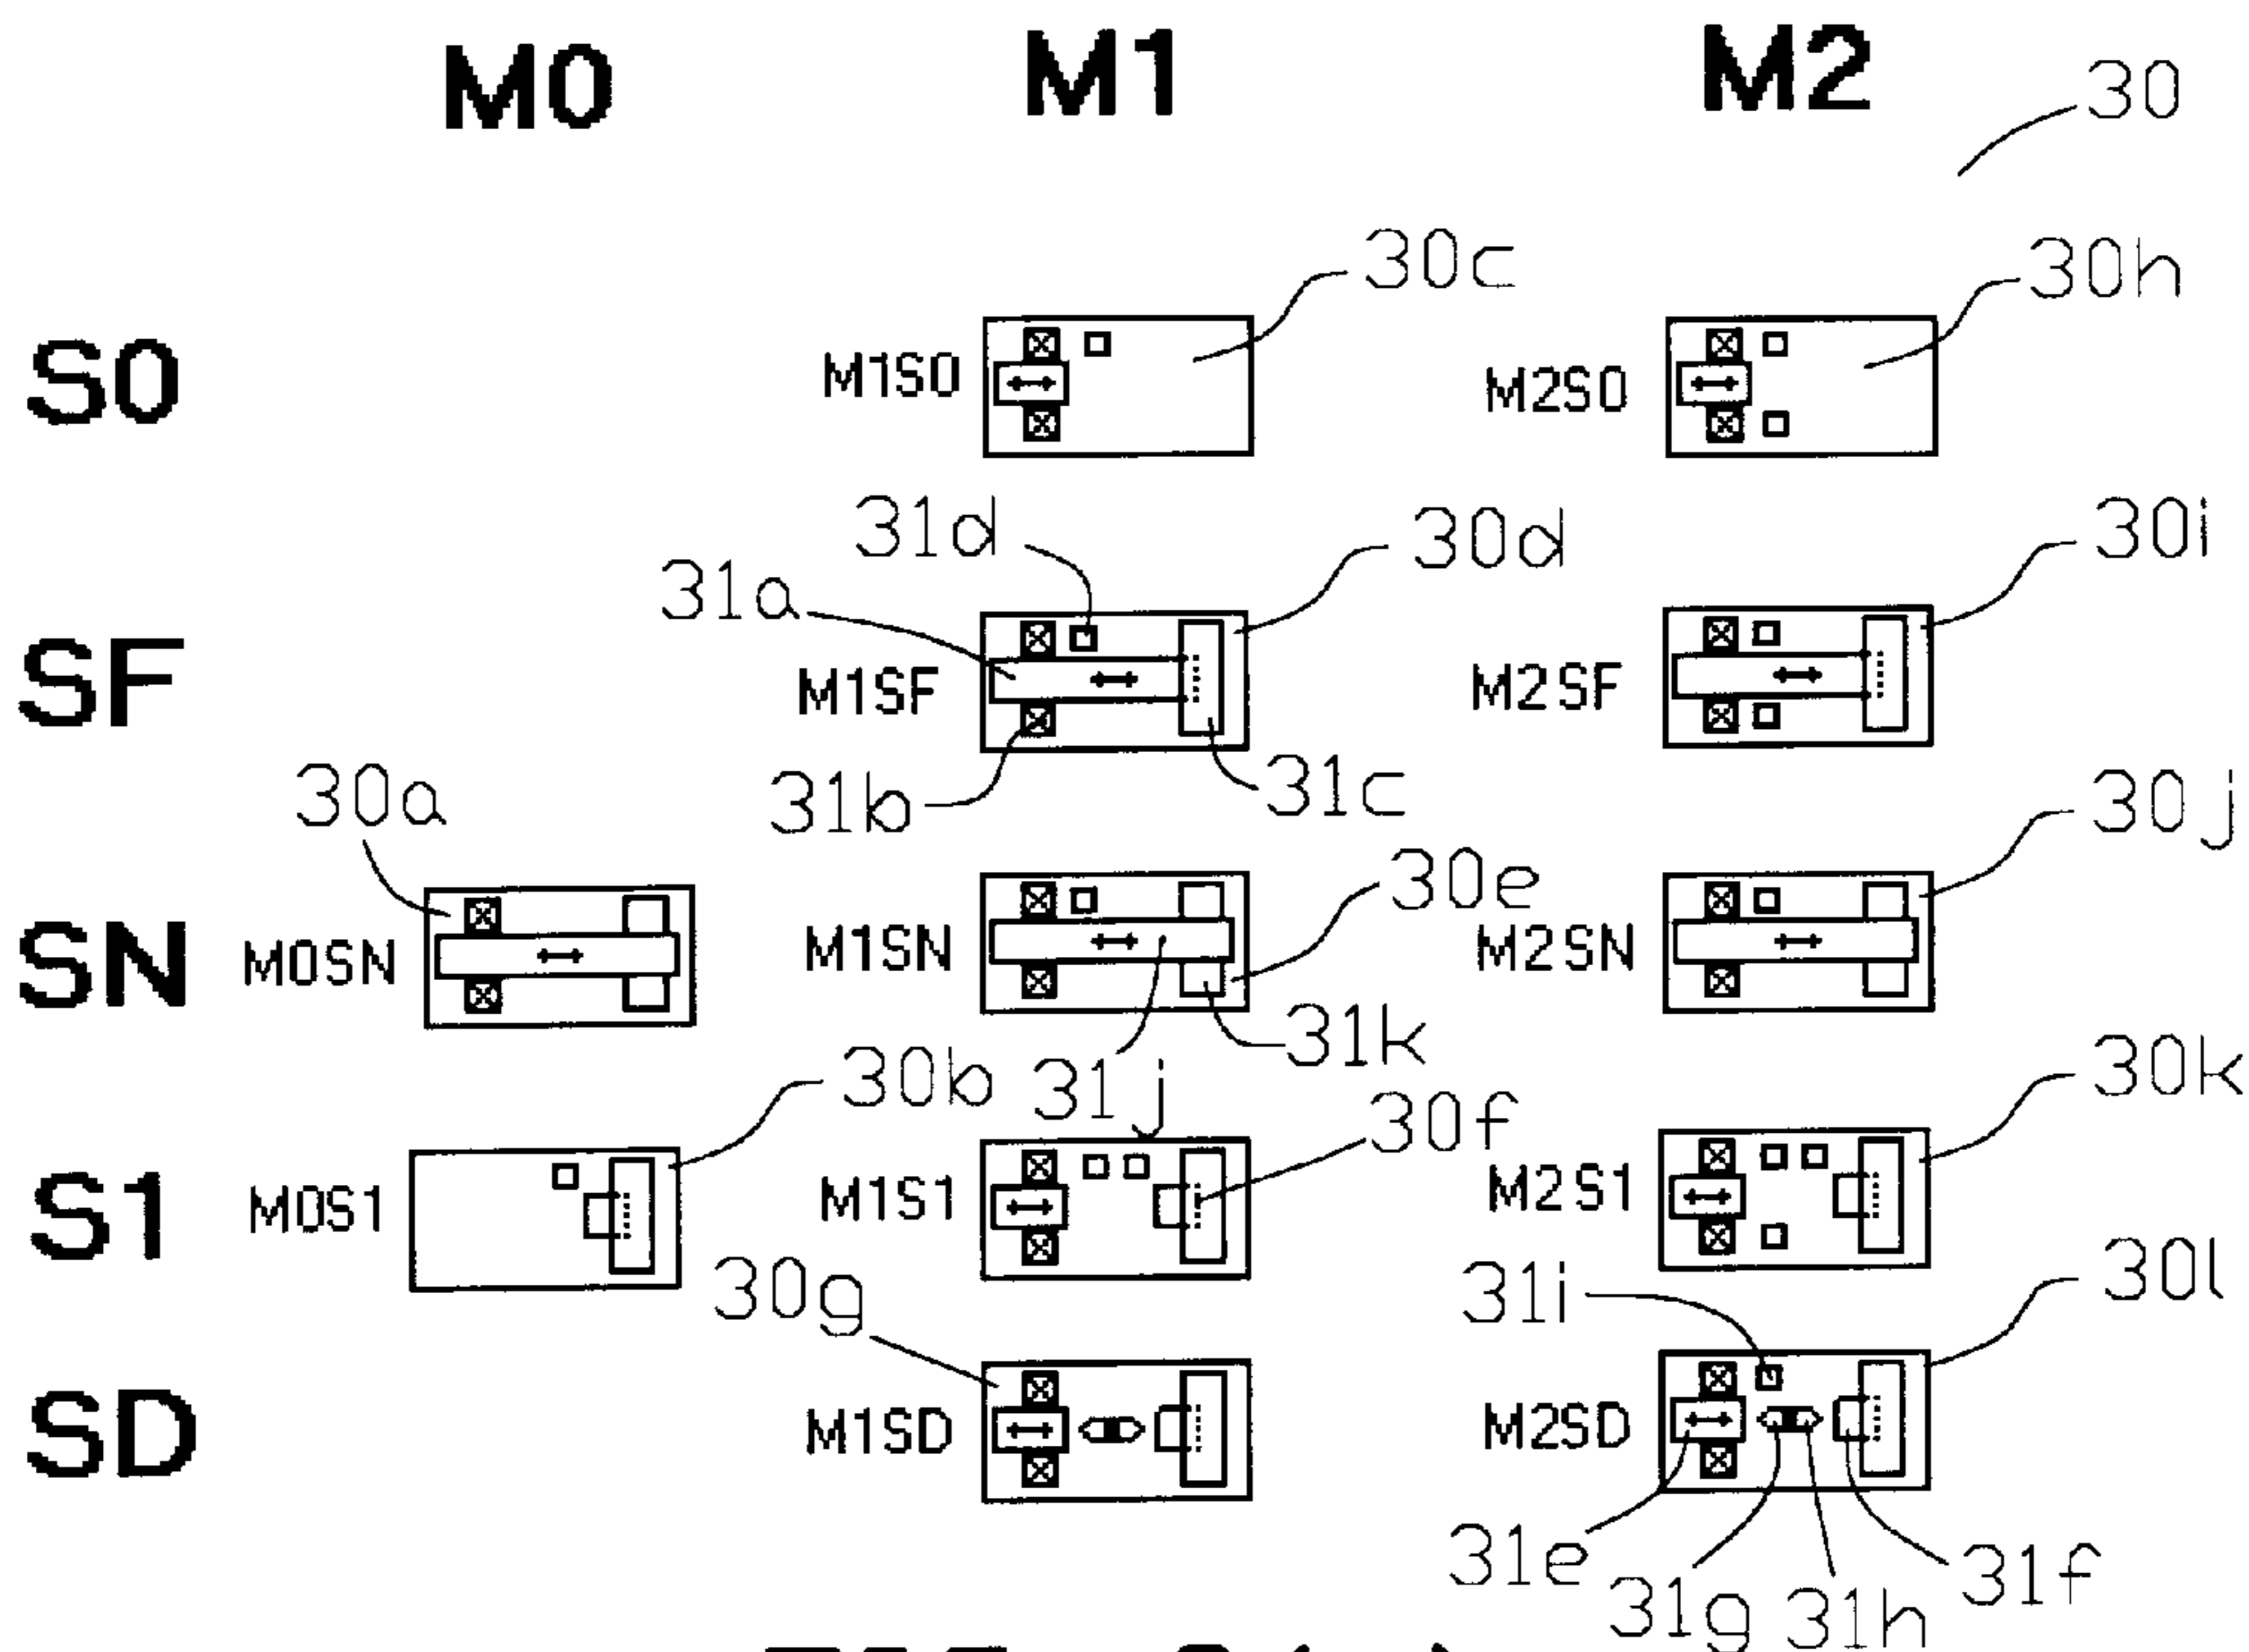 M0 M1 M2
30
30c 30h
S0 M1S0 M2S0
31d 30d 30i
31a
SF M1SF M2SF
30a 31b 31c 30j
30e
SN M0SN M1SN M2SN
31k
30b 31j 30f 30k
S1 M0S1 M1S1 M2S1
30g 31i 30l
SD M1SD M2SD
31e 31g 31h 31f